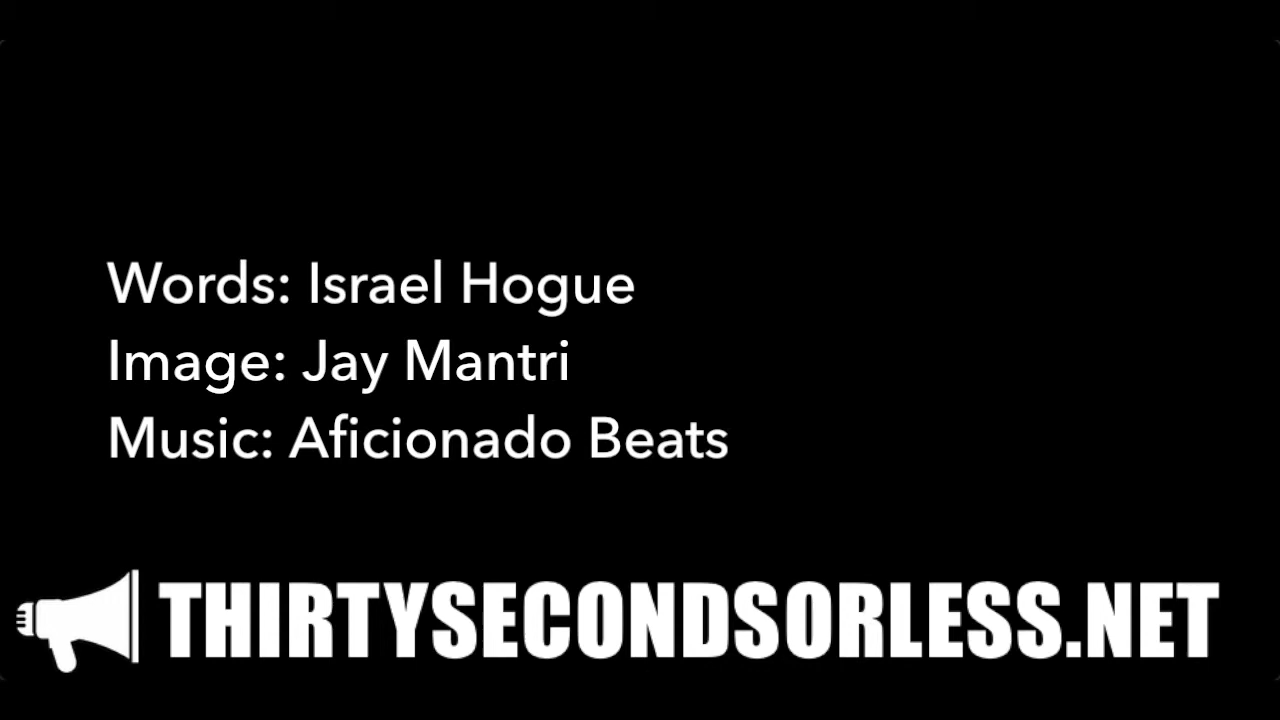 Words: Israel Hogue
Image: Jay Mantri
Music: Aficionado Beats
THIRTYSECONDSORLESS.NET